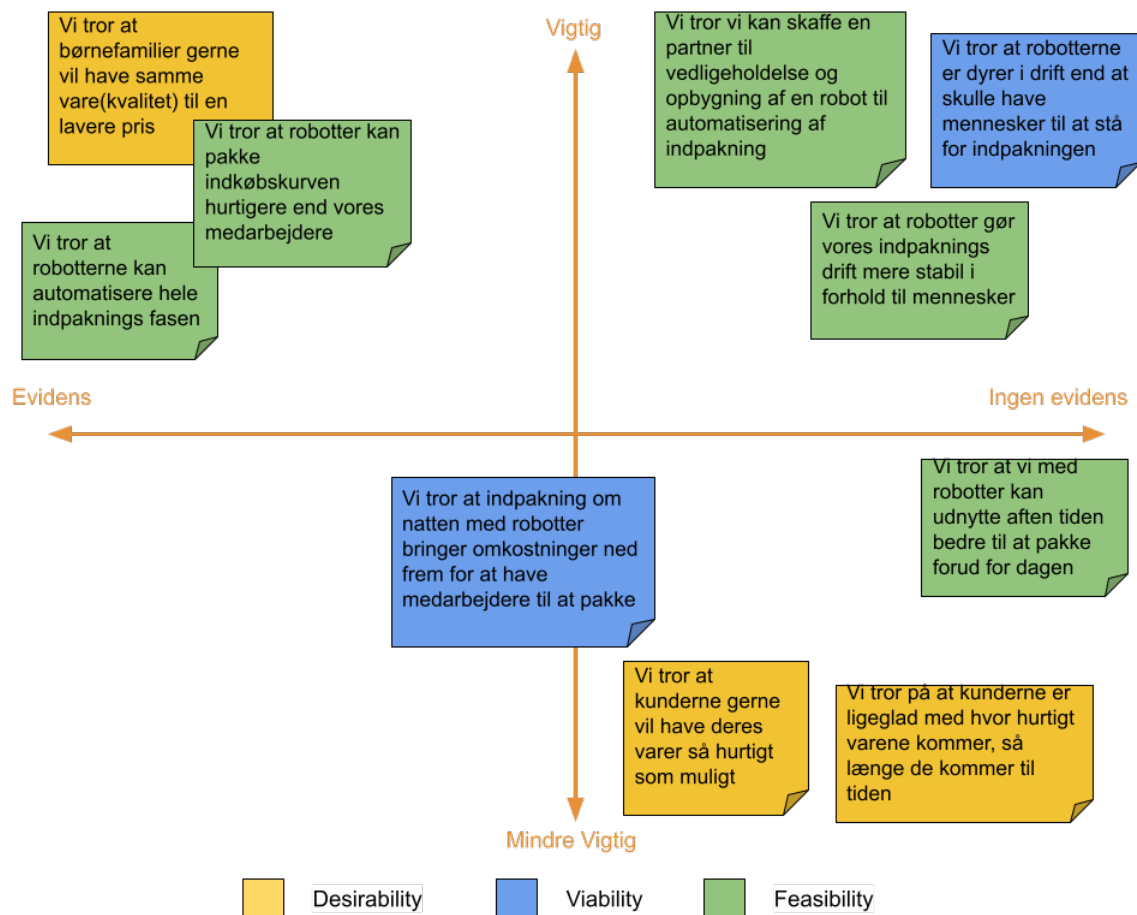 Vi tror at
børnefamilier gerne
vil have samme
vare(kvalitet) til en
lavere pris
Vi tror at robotter kan
pakke
indkøbskurven
hurtigere end vores
medarbejdere
Vi tror at
robotterne kan
automatisere hele
indpaknings fasen
Vigtig
Vi tror vi kan skaffe en
partner til
vedligeholdelse og
opbygning af en robot til
automatisering af
indpakning
Vi tror at robotterne
er dyrer i drift end at
skulle have
mennesker til at stå
for indpakningen
Vi tror at robotter gør
vores indpaknings
drift mere stabil i
forhold til mennesker
Evidens
Ingen evidens
Vi tror at indpakning om
natten med robotter
bringer omkostninger ned
frem for at have
medarbejdere til at pakke
Vi tror at vi med
robotter kan
udnytte aften tiden
bedre til at pakke
forud for dagen
Vi tror at
kunderne gerne
vil have deres
varer så hurtigt
som muligt
Vi tror på at kunderne er
ligeglad med hvor hurtigt
varene kommer, så
længe de kommer til
tiden
Mindre Vigtig
Desirability
Viability
Feasibility